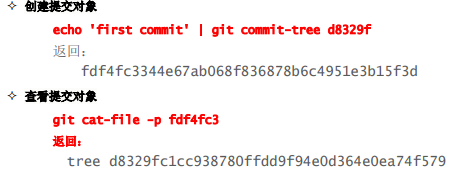 ✧ 创建提交对象
echo 'first commit' | git commit-tree d8329f
返回：
fdf4fc3344e67ab068f836878b6c4951e3b15f3d
✧ 查看提交对象
git cat-file -p fdf4fc3
返回：
tree d8329fc1cc938780ffdd9f94e0d364e0ea74f579